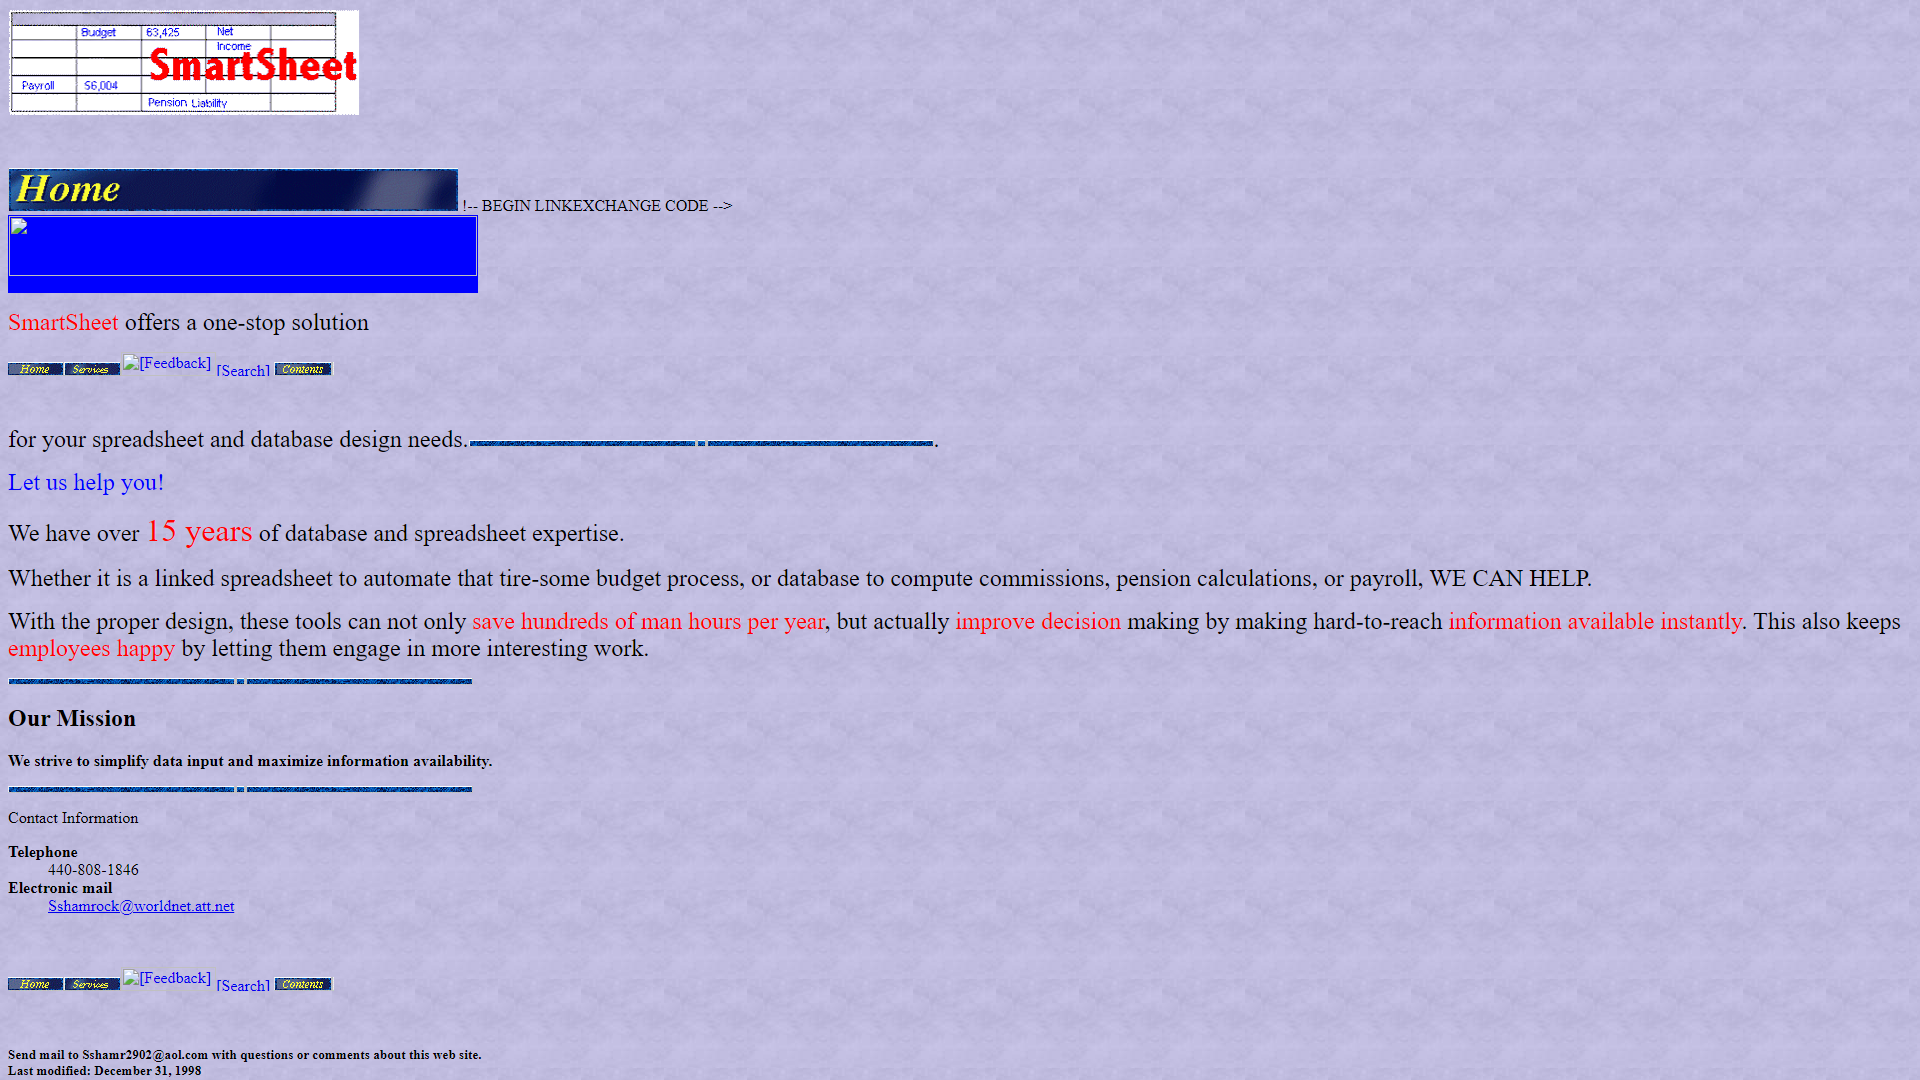 Budget 63,425 Net
Income
SmartSheet
Payroll $6,004
Pension Liability
Home !-- BEGIN LINKEXCHANGE CODE -->
SmartSheet offers a one-stop solution
Home Services [Feedback] [Search] Contents
for your spreadsheet and database design needs. .
Let us help you!
We have over 15 years of database and spreadsheet expertise.
Whether it is a linked spreadsheet to automate that tire-some budget process, or database to compute commissions, pension calculations, or payroll, WE CAN HELP.
With the proper design, these tools can not only save hundreds of man hours per year, but actually improve decision making by making hard-to-reach information available instantly. This also keeps
employees happy by letting them engage in more interesting work.
Our Mission
We strive to simplify data input and maximize information availability.
Contact Information
Telephone
440-808-1846
Electronic mail
Sshamrock@worldnet.att.net
Home Services [Feedback] [Search] Contents
Send mail to Sshamr2902@aol.com with questions or comments about this web site.
Last modified: December 31, 1998